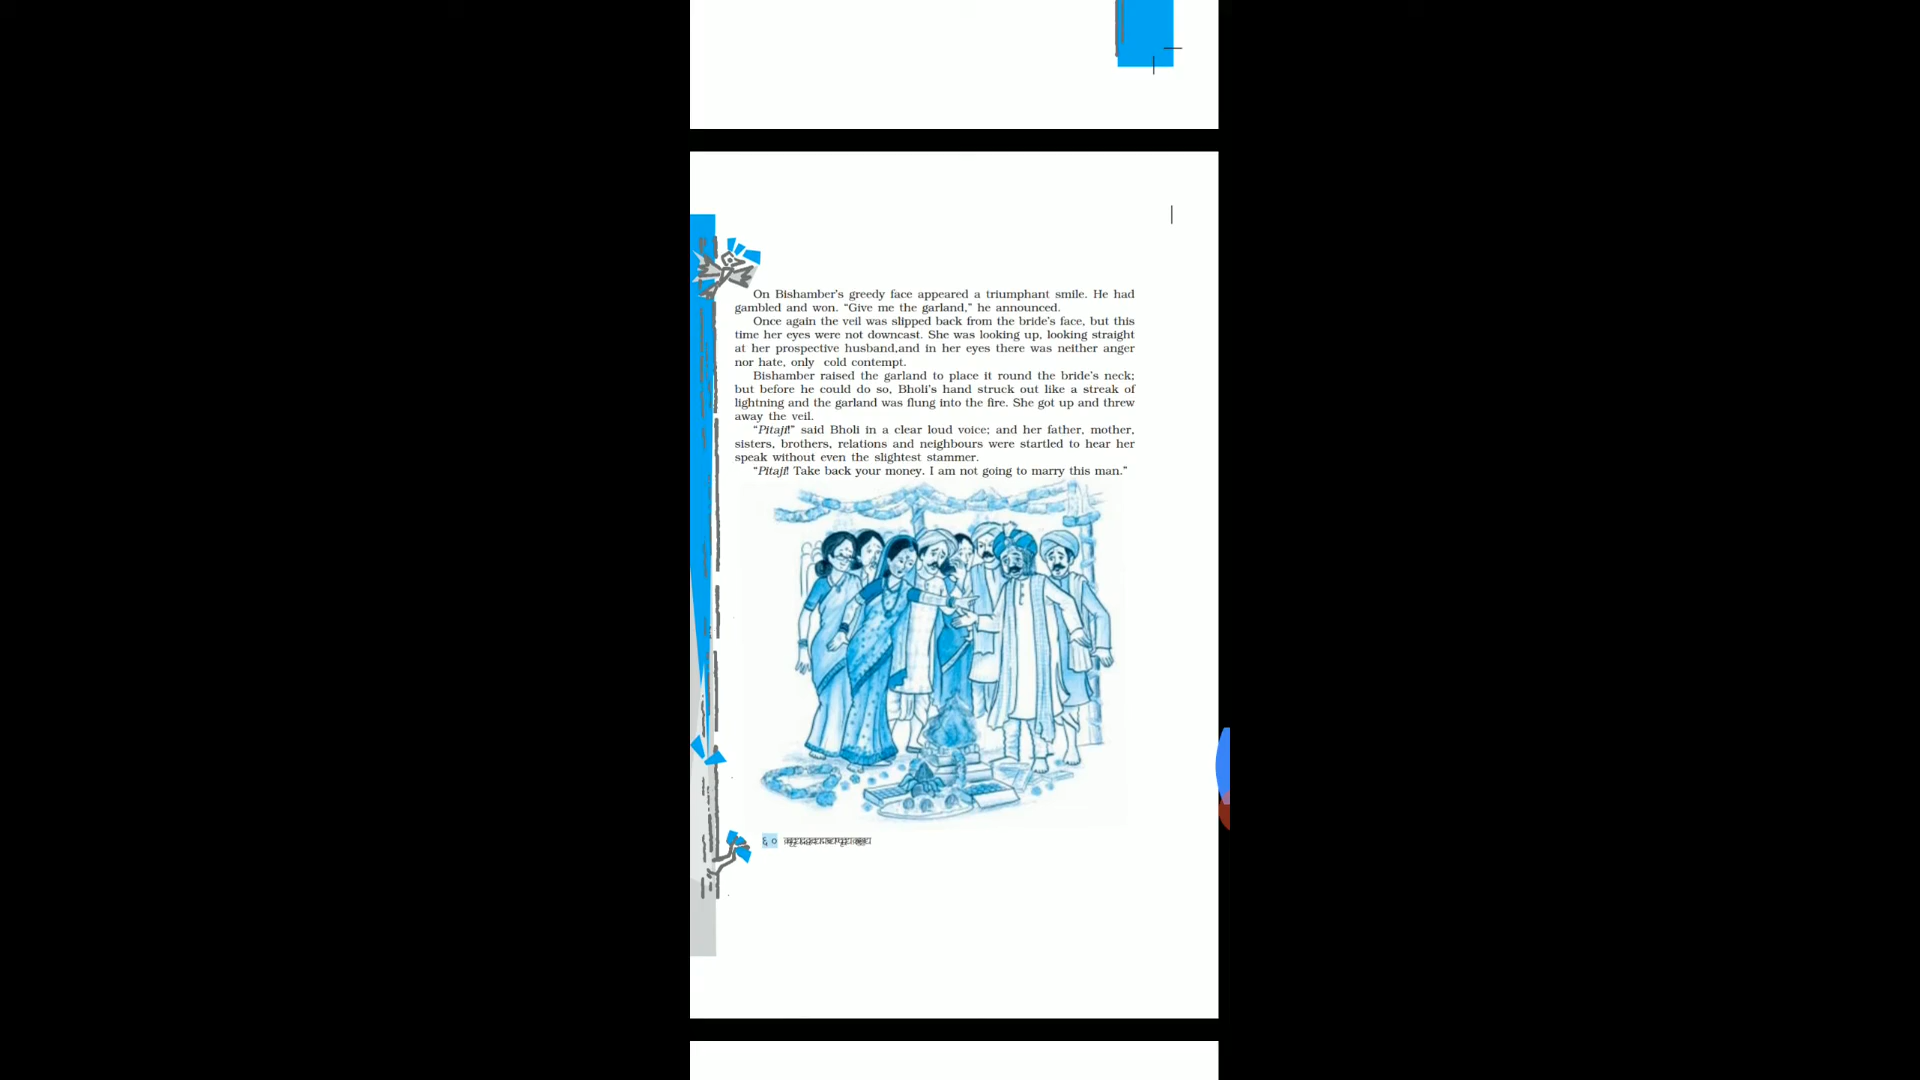 On Bishamber’s greedy face appeared a triumphant smile. He had
gambled and won. “Give me the garland,” he announced.
Once again the veil was slipped back from the bride’s face, but this
time her eyes were not downcast. She was looking up, looking straight
at her prospective husband,and in her eyes there was neither anger
nor hate, only cold contempt.
Bishamber raised the garland to place it round the bride’s neck;
but before he could do so, Bholi’s hand struck out like a streak of
lightning and the garland was flung into the fire. She got up and threw
away the veil.
“Pitaji!” said Bholi in a clear loud voice; and her father, mother,
sisters, brothers, relations and neighbours were startled to hear her
speak without even the slightest stammer.
“Pitaji! Take back your money. I am not going to marry this man.”
६०